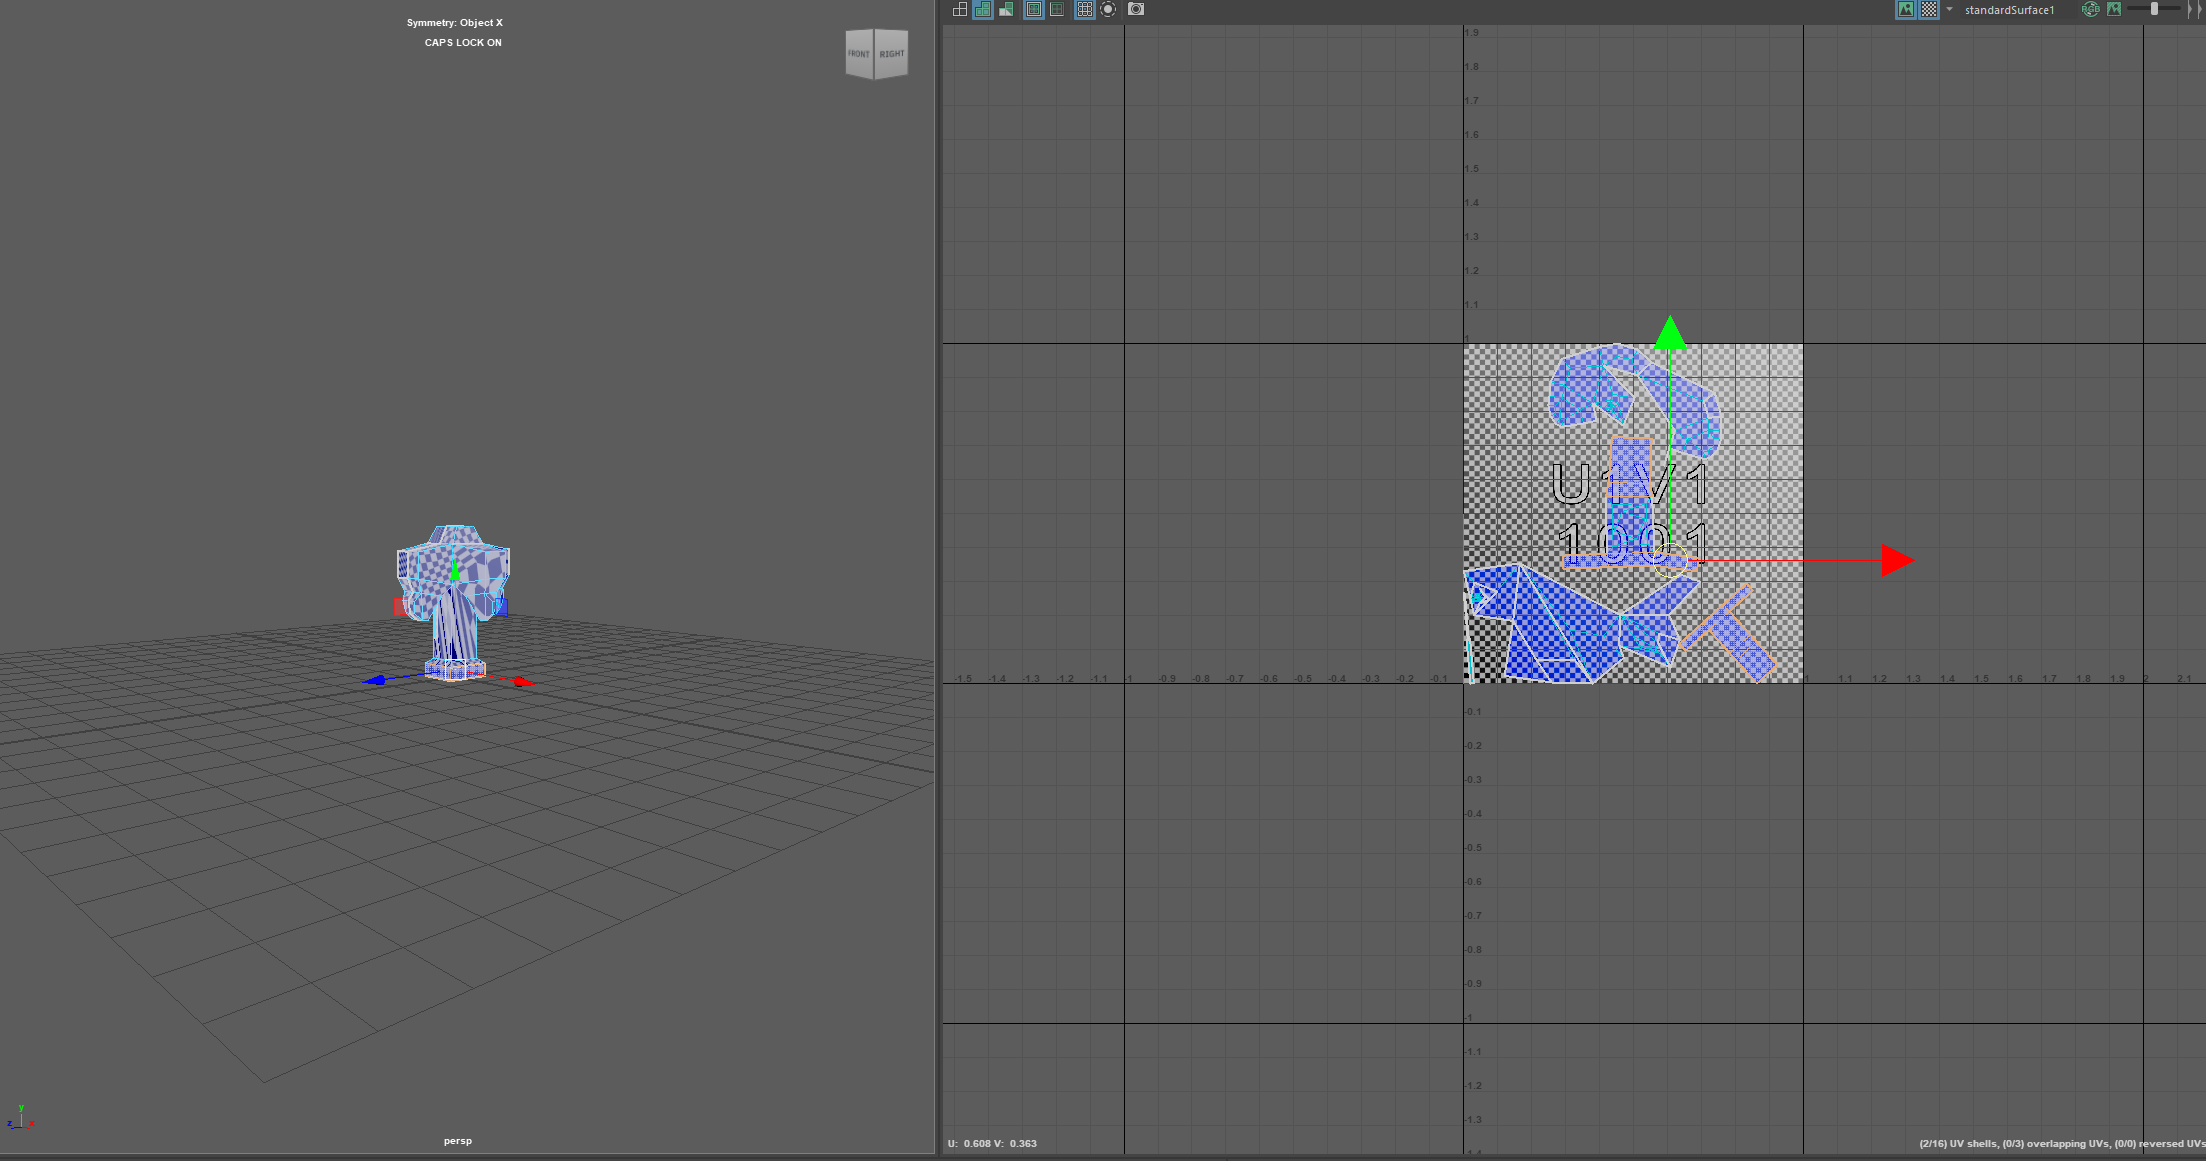 Symmetry: Object X
CAPS LOCK ON
FRONT RIGHT
persp
y
z x
standardSurface1
1.9
1.8
1.7
1.6
1.5
1.4
1.3
1.2
1.1
1
U1V1
1001
-1.5 -1.4 -1.3 -1.2 -1.1 -1 -0.9 -0.8 -0.7 -0.6 -0.5 -0.4 -0.3 -0.2 -0.1 1 1.1 1.2 1.3 1.4 1.5 1.6 1.7 1.8 1.9 2 2.1
-0.1
-0.2
-0.3
-0.4
-0.5
-0.6
-0.7
-0.8
-0.9
-1
-1.1
-1.2
-1.3
-1.4
U: 0.608 V: 0.363
(2/16) UV shells, (0/3) overlapping UVs, (0/0) reversed UVs